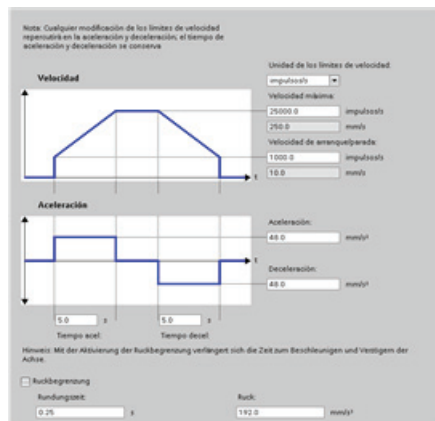 Nota: Cualquier modificación de los límites de velocidad
repercutirá en la aceleración y deceleración; el tiempo de
aceleración y deceleración se conserva
Unidad de los límites de velocidad:
impulsos/s
Velocidad
Velocidad máxima:
25000.0 impulsos/s
250.0 mm/s
Velocidad de arranque/parada:
1000.0 impulsos/s
10.0 mm/s
t
Aceleración
Aceleración:
48.0 mm/s²
t
Deceleración:
48.0 mm/s²
5.0 s 5.0 s
Tiempo acel: Tiempo decel:
Hinweis: Mit der Aktivierung der Ruckbegrenzung verlängert sich die Zeit zum Beschleunigen und Verzögern der
Achse.
Ruckbegrenzung
Rundungszeit: Ruck:
0.25 s 192.0 mm/s³